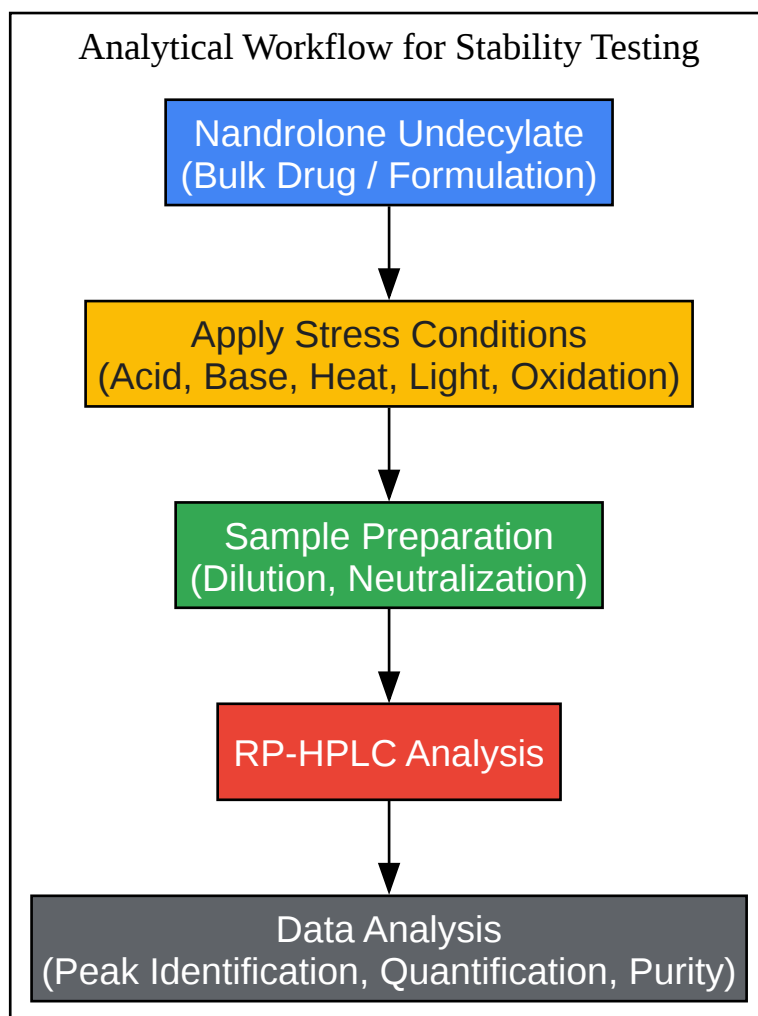 Analytical Workflow for Stability Testing
Nandrolone Undecylate
(Bulk Drug / Formulation)
Apply Stress Conditions
(Acid, Base, Heat, Light, Oxidation)
Sample Preparation
(Dilution, Neutralization)
RP-HPLC Analysis
Data Analysis
(Peak Identification, Quantification, Purity)